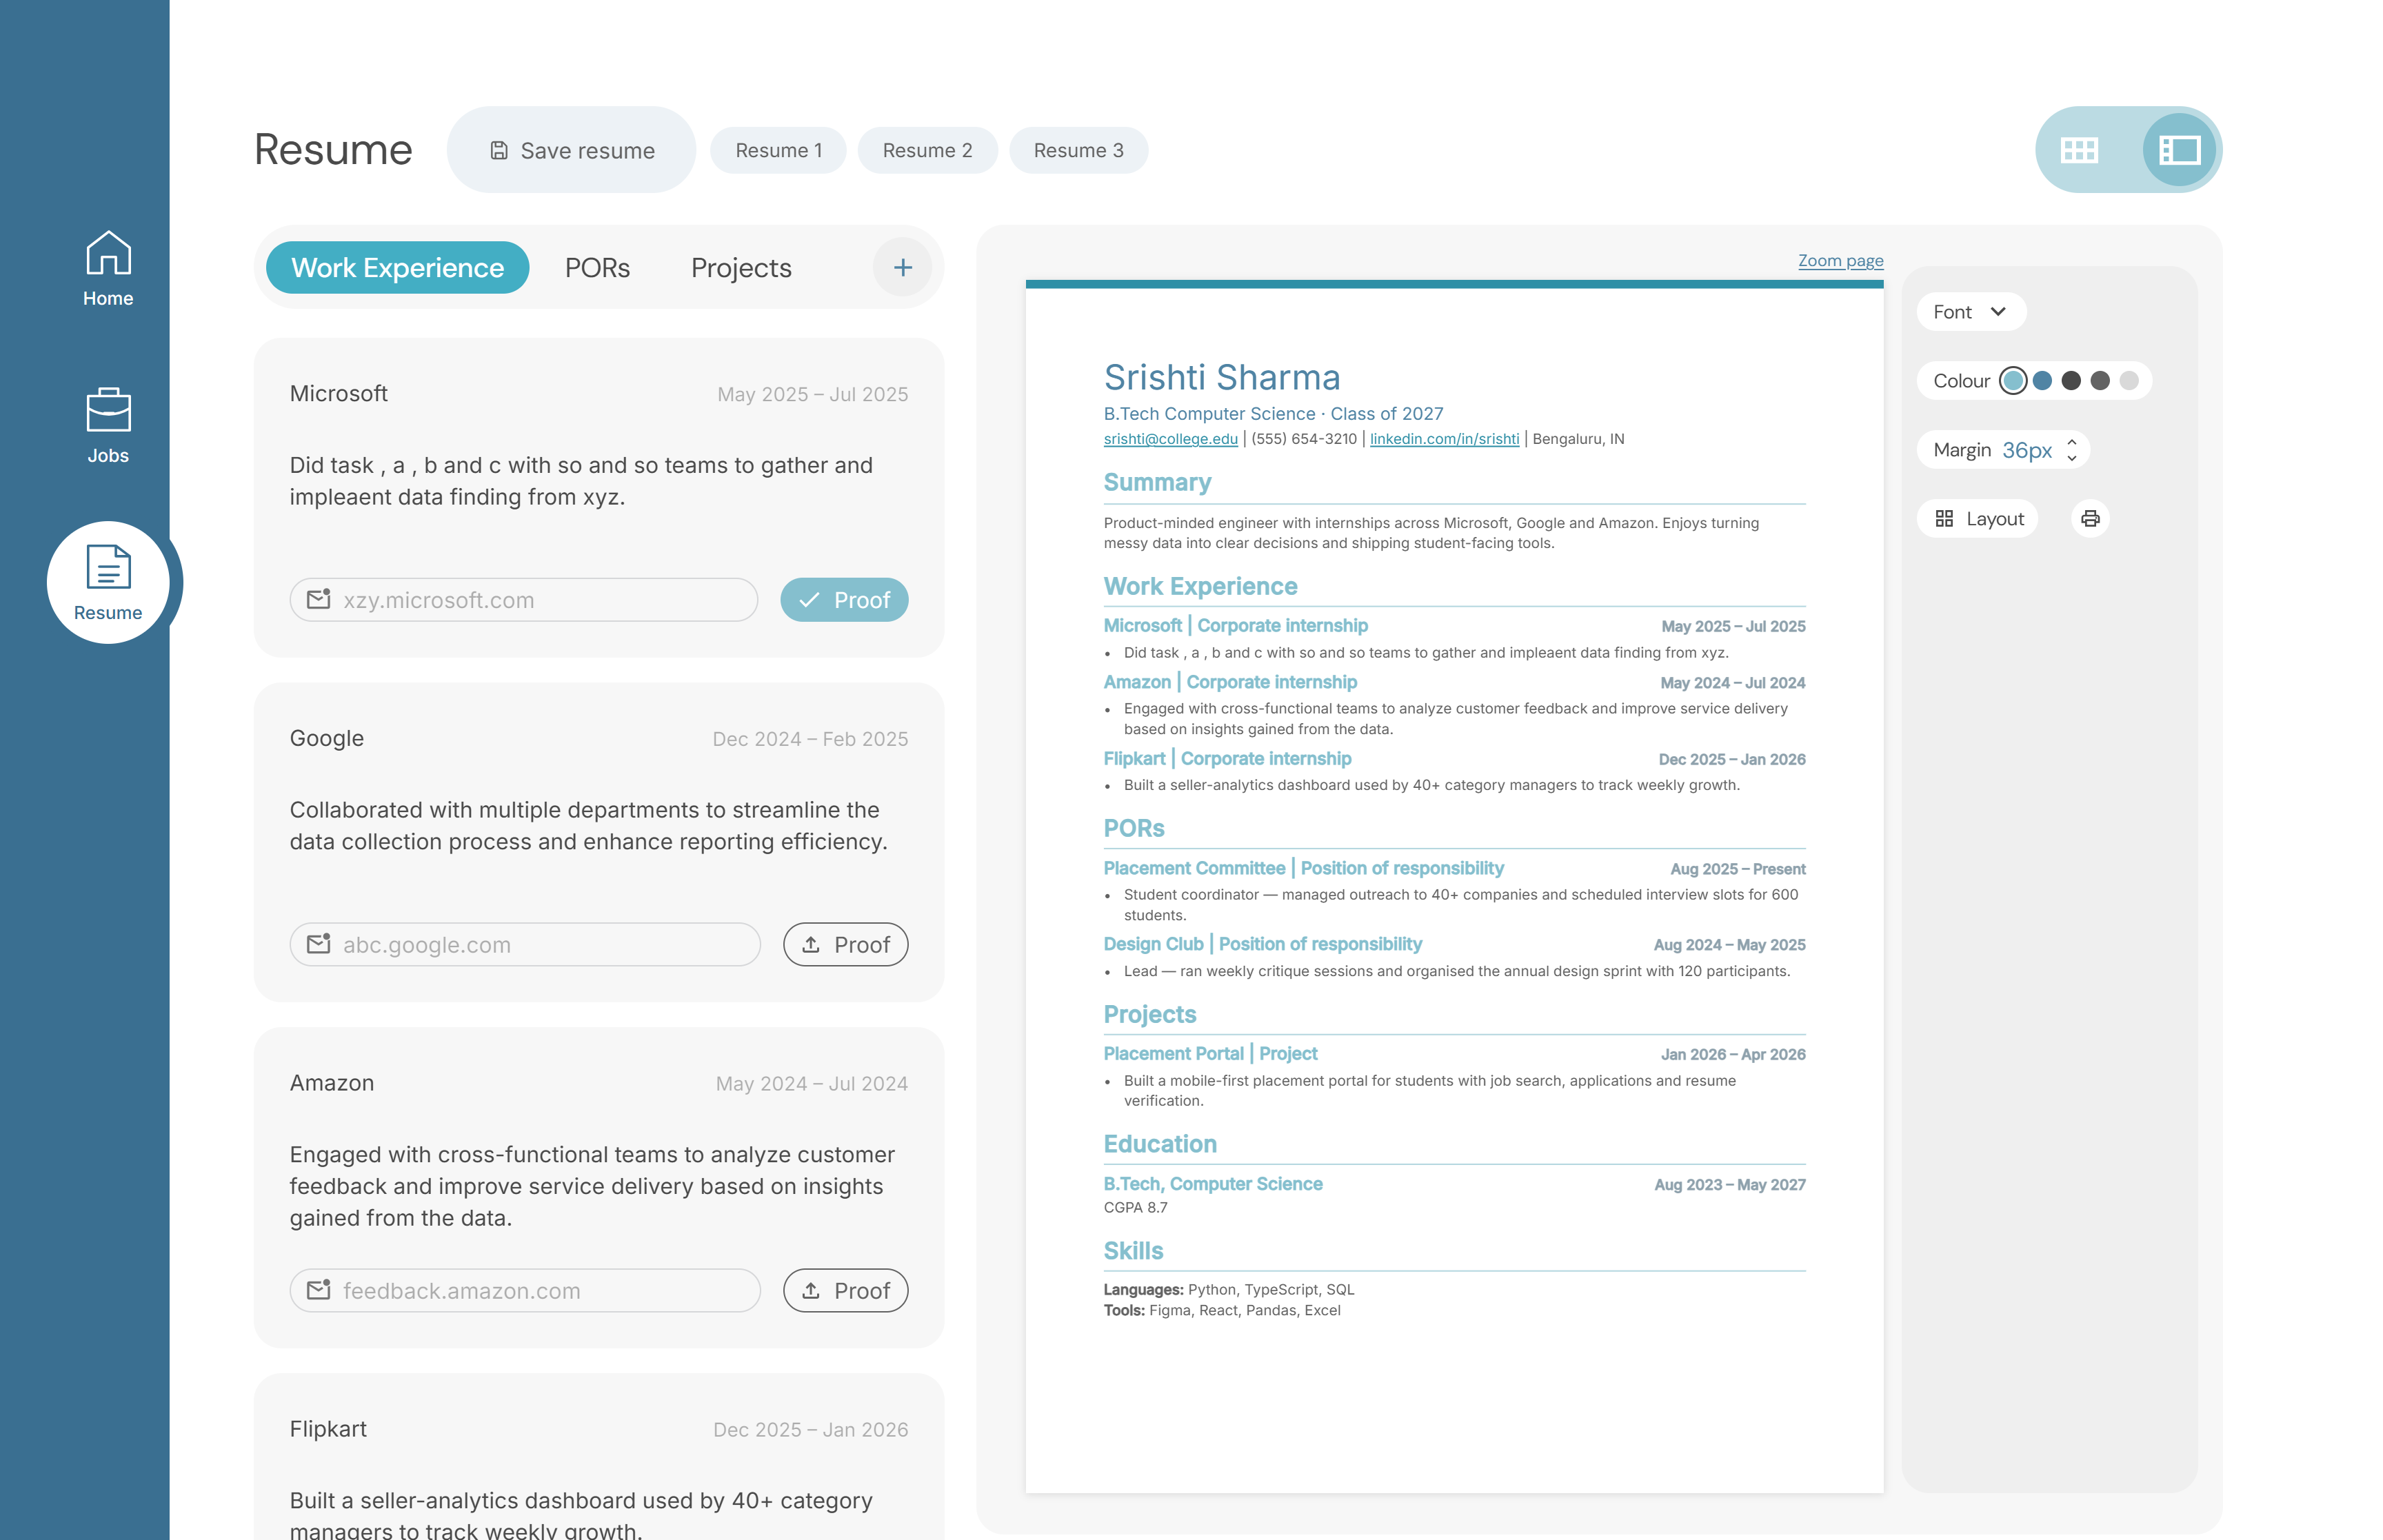 Home
Jobs
Resume
Resume
Save resume
Resume 1
Resume 2
Resume 3
Work Experience
PORs
Projects
+
Microsoft
May 2025 – Jul 2025
Did task , a , b and c with so and so teams to gather and
impleaent data finding from xyz.
xzy.microsoft.com
Proof
Google
Dec 2024 – Feb 2025
Collaborated with multiple departments to streamline the
data collection process and enhance reporting efficiency.
abc.google.com
Proof
Amazon
May 2024 – Jul 2024
Engaged with cross-functional teams to analyze customer
feedback and improve service delivery based on insights
gained from the data.
feedback.amazon.com
Proof
Flipkart
Dec 2025 – Jan 2026
Built a seller-analytics dashboard used by 40+ category
managers to track weekly growth.
Zoom page
Srishti Sharma
B.Tech Computer Science · Class of 2027
srishti@college.edu | (555) 654-3210 | linkedin.com/in/srishti | Bengaluru, IN
Summary
Product-minded engineer with internships across Microsoft, Google and Amazon. Enjoys turning
messy data into clear decisions and shipping student-facing tools.
Work Experience
Microsoft | Corporate internship
May 2025 – Jul 2025
• Did task , a , b and c with so and so teams to gather and impleaent data finding from xyz.
Amazon | Corporate internship
May 2024 – Jul 2024
• Engaged with cross-functional teams to analyze customer feedback and improve service delivery
based on insights gained from the data.
Flipkart | Corporate internship
Dec 2025 – Jan 2026
• Built a seller-analytics dashboard used by 40+ category managers to track weekly growth.
PORs
Placement Committee | Position of responsibility
Aug 2025 – Present
• Student coordinator — managed outreach to 40+ companies and scheduled interview slots for 600
students.
Design Club | Position of responsibility
Aug 2024 – May 2025
• Lead — ran weekly critique sessions and organised the annual design sprint with 120 participants.
Projects
Placement Portal | Project
Jan 2026 – Apr 2026
• Built a mobile-first placement portal for students with job search, applications and resume
verification.
Education
B.Tech, Computer Science
Aug 2023 – May 2027
CGPA 8.7
Skills
Languages: Python, TypeScript, SQL
Tools: Figma, React, Pandas, Excel
Font
Colour
Margin 36px
Layout